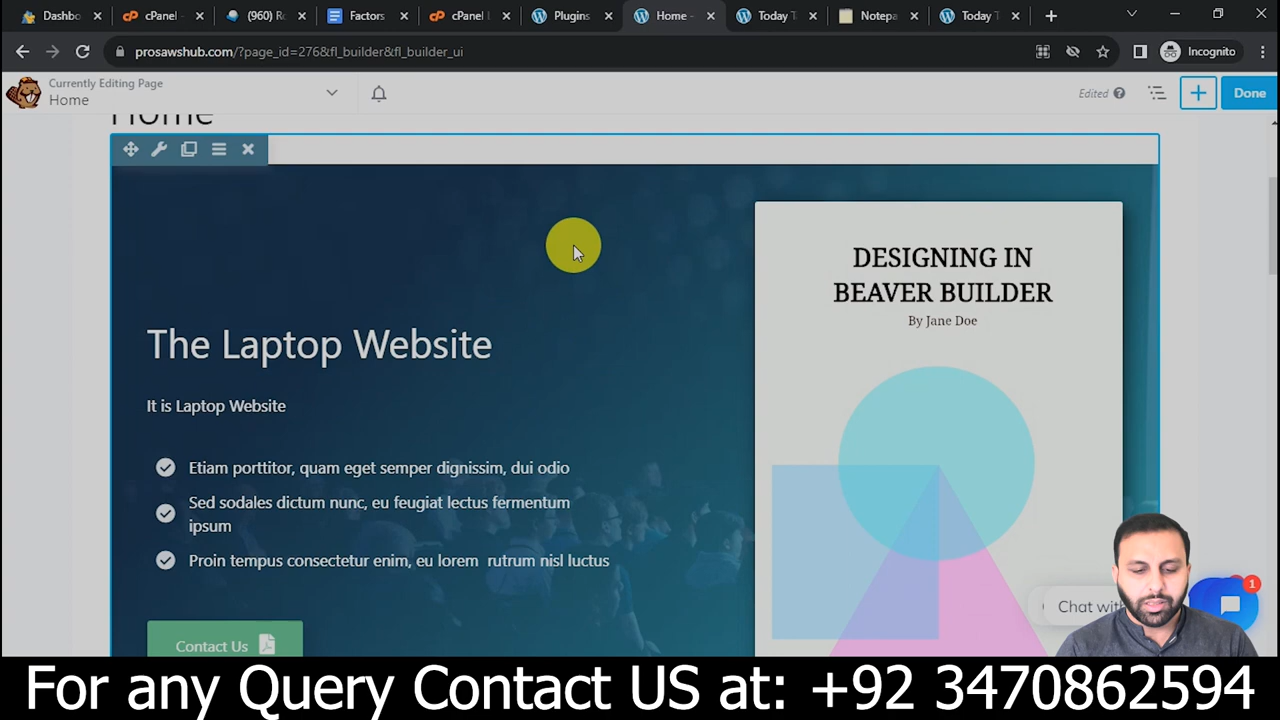 Dashbo
cPanel -
(960) Ro
Factors
cPanel L
Plugins
Home -
Today T
Notepa
Today T
prosawshub.com/?page_id=276&fl_builder&fl_builder_ui
Incognito
Currently Editing Page
Home
Edited
Done
Home
DESIGNING IN
BEAVER BUILDER
By Jane Doe
The Laptop Website
It is Laptop Website
Etiam porttitor, quam eget semper dignissim, dui odio
Sed sodales dictum nunc, eu feugiat lectus fermentum
ipsum
Proin tempus consectetur enim, eu lorem rutrum nisl luctus
Contact Us
Chat with
1
For any Query Contact US at: +92 3470862594